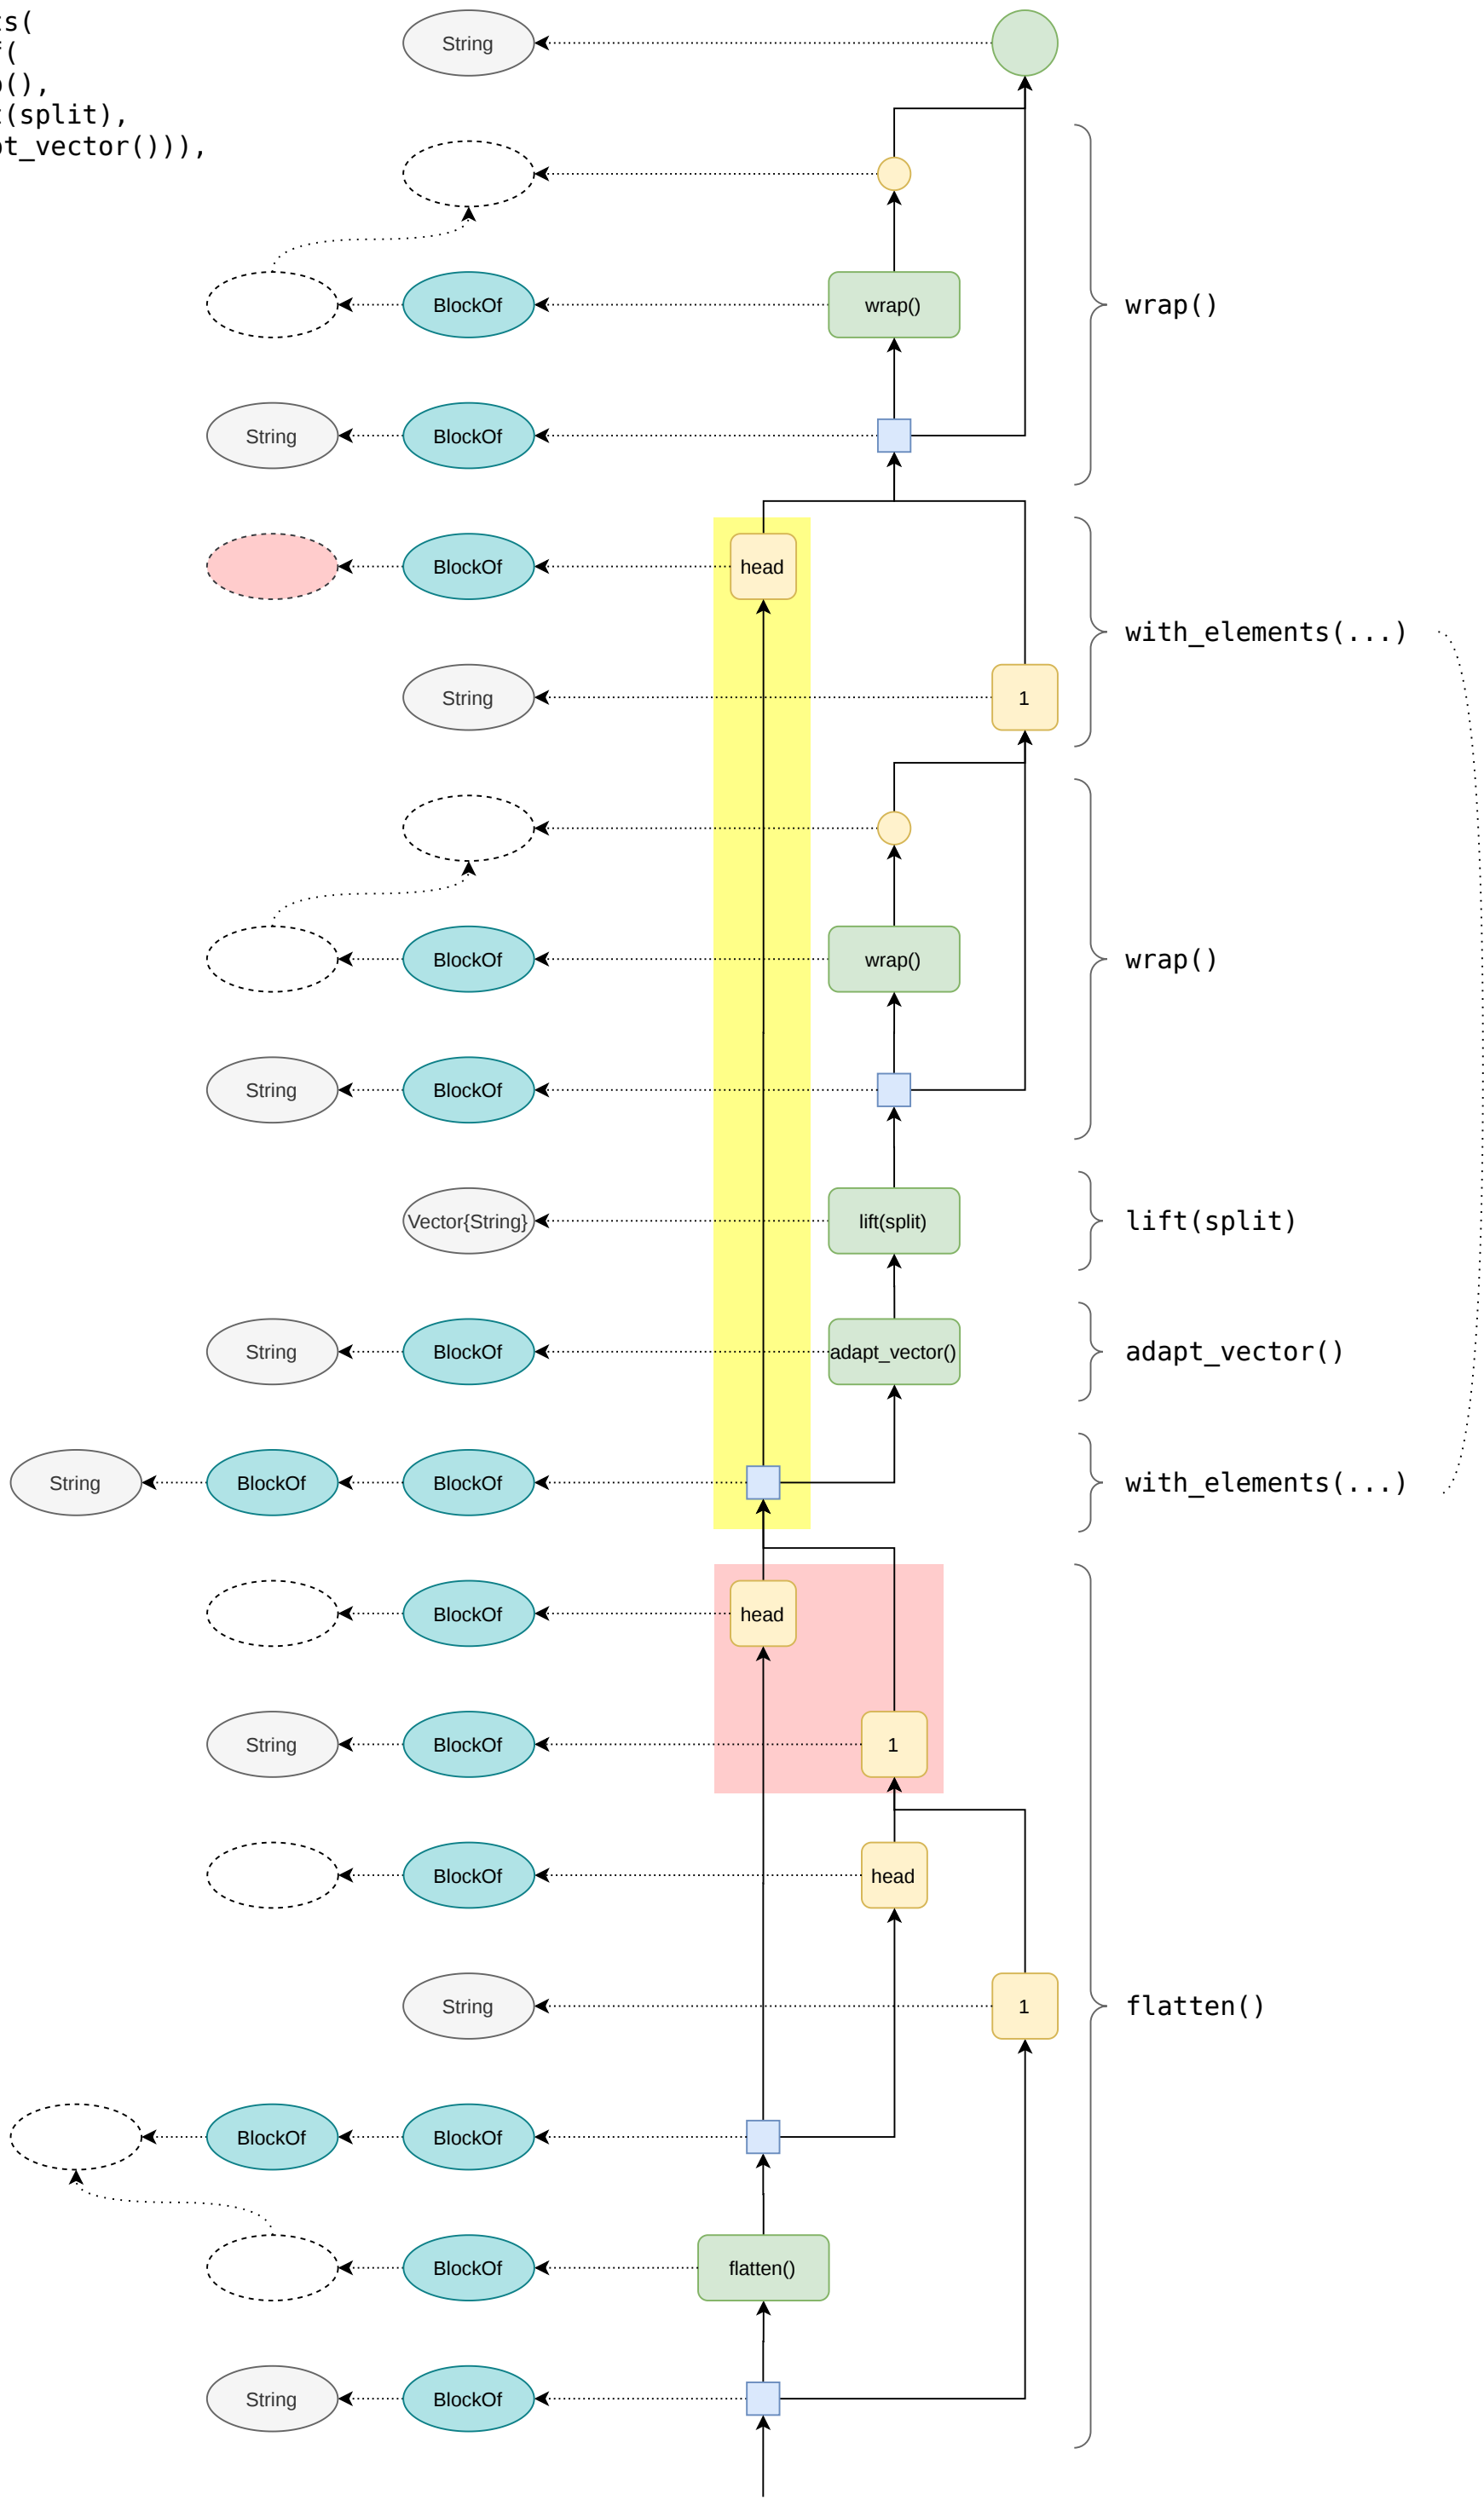 ts(
String
f(
p(),
t(split),
pt_vector())),
BlockOf
wrap()
wrap()
String
BlockOf
BlockOf
head
with_elements(...)
String
1
BlockOf
wrap()
wrap()
String
BlockOf
Vector{String}
lift(split)
lift(split)
String
BlockOf
adapt_vector()
adapt_vector()
String
BlockOf
BlockOf
with_elements(...)
BlockOf
head
String
BlockOf
1
BlockOf
head
String
1
flatten()
BlockOf
BlockOf
BlockOf
flatten()
String
BlockOf